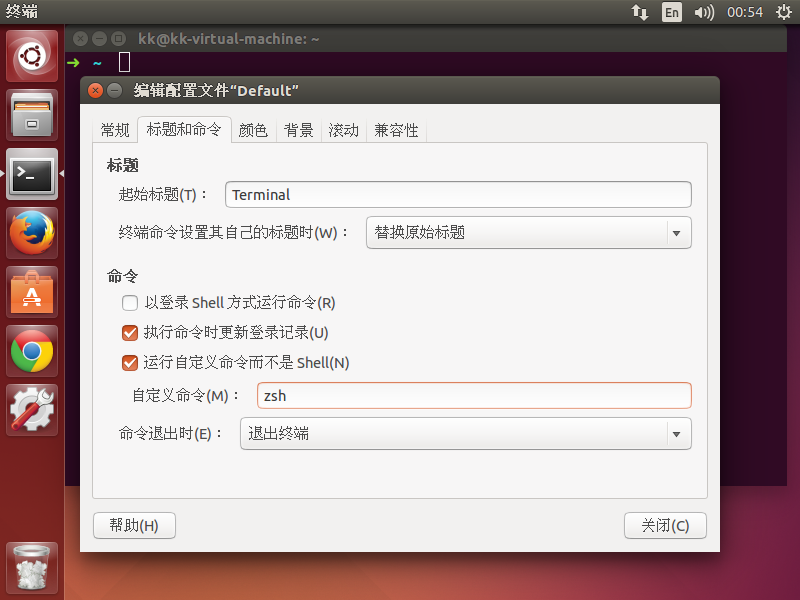 终端 En 00:54
kk@kk-virtual-machine: ~
➜ ~
编辑配置文件“Default”
常规 标题和命令 颜色 背景 滚动 兼容性
标题
起始标题(T)： Terminal
终端命令设置其自己的标题时(W)： 替换原始标题
命令
以登录 Shell 方式运行命令(R)
执行命令时更新登录记录(U)
运行自定义命令而不是 Shell(N)
自定义命令(M)： zsh
命令退出时(E)： 退出终端
帮助(H) 关闭(C)